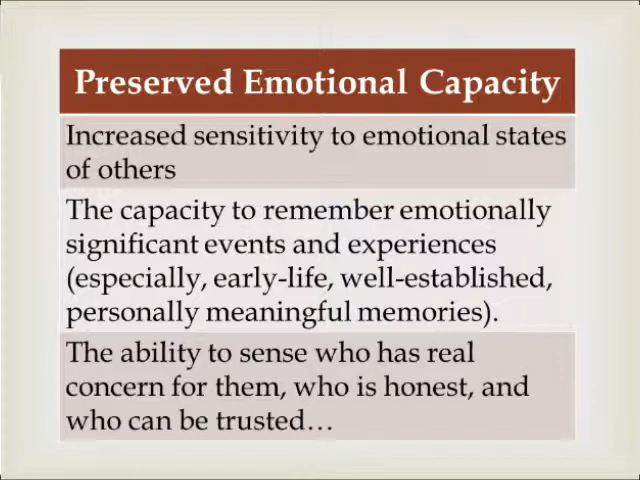 Preserved Emotional Capacity
Increased sensitivity to emotional states
of others
The capacity to remember emotionally
significant events and experiences
(especially, early-life, well-established,
personally meaningful memories).
The ability to sense who has real
concern for them, who is honest, and
who can be trusted…